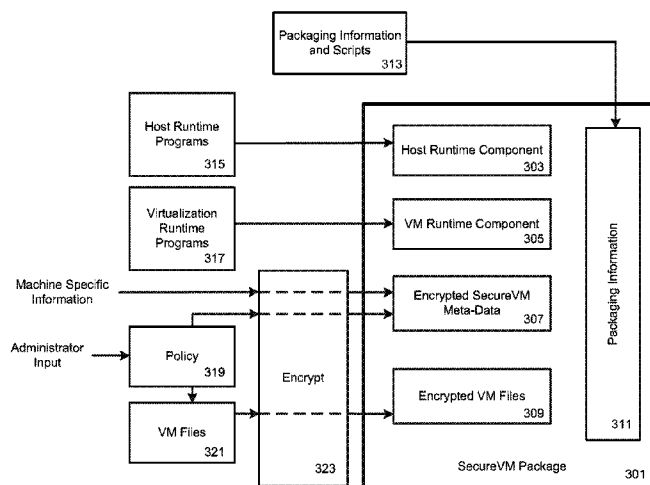 Packaging Information
and Scripts
313
Host Runtime
Programs
315
Host Runtime Component
303
Virtualization
Runtime
Programs
317
VM Runtime Component
305
Machine Specific
Information
Encrypted SecureVM
Meta-Data
307
Administrator
Input
Policy
319
Encrypt
323
VM Files
321
Encrypted VM Files
309
Packaging Information
311
SecureVM Package
301